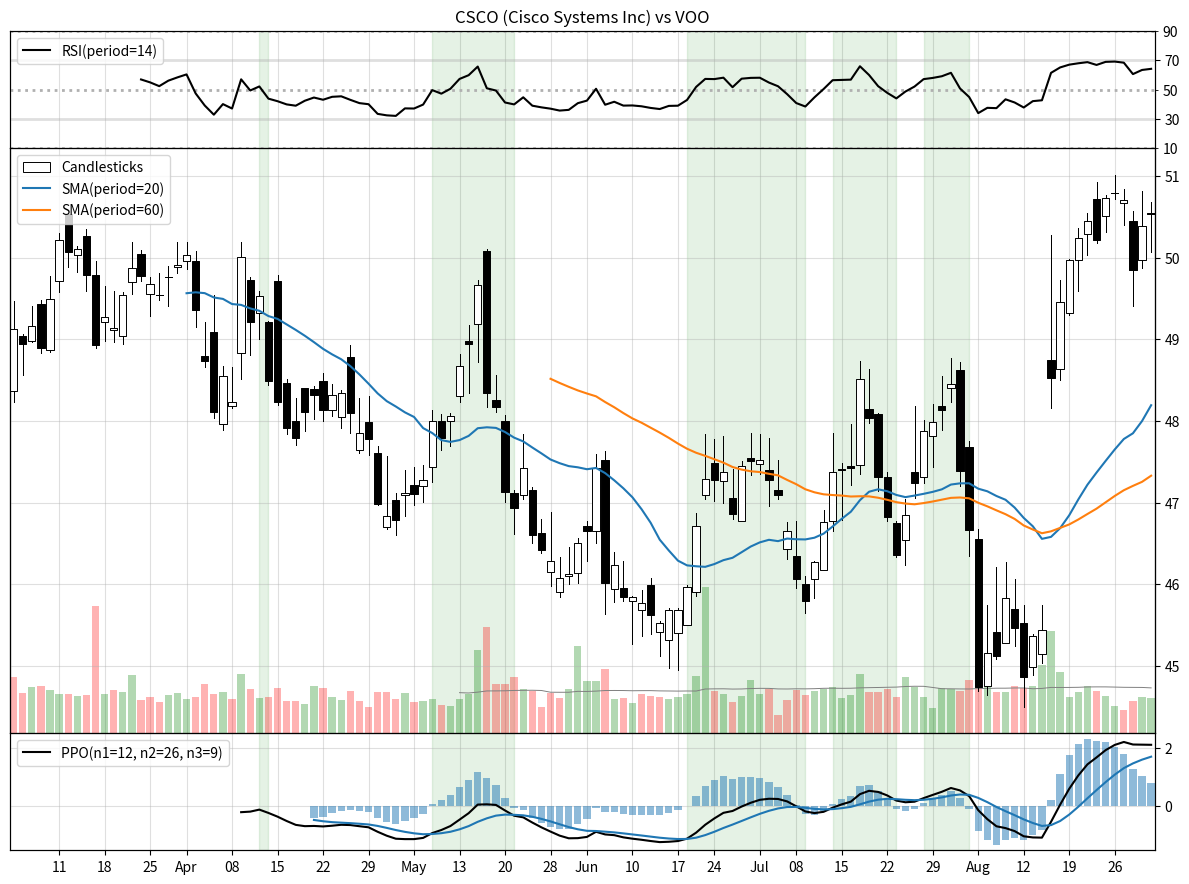 CSCO (Cisco Systems Inc) vs VOO
RSI(period=14)
90
70
50
30
10
Candlesticks
SMA(period=20)
SMA(period=60)
51
50
49
48
47
46
45
PPO(n1=12, n2=26, n3=9)
2
0
11 18 25 Apr 08 15 22 29 May 13 20 28 Jun 10 17 24 Jul 08 15 22 29 Aug 12 19 26